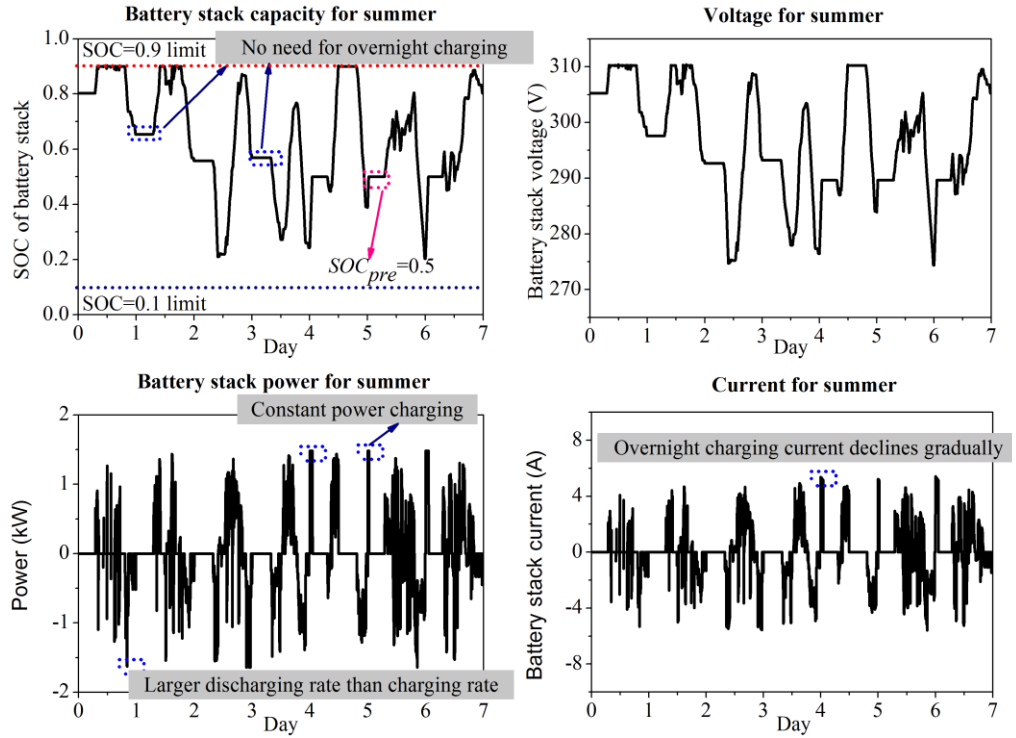 Battery stack capacity for summer
SOC=0.9 limit
No need for overnight charging
SOCpre=0.5
SOC=0.1 limit
SOC of battery stack
1.0
0.8
0.6
0.4
0.2
0.0
0 1 2 3 4 5 6 7
Day
Voltage for summer
Battery stack voltage (V)
310
300
290
280
270
0 1 2 3 4 5 6 7
Day
Battery stack power for summer
Constant power charging
Larger discharging rate than charging rate
Power (kW)
2
1
0
-1
-2
0 1 2 3 4 5 6 7
Day
Current for summer
Overnight charging current declines gradually
Battery stack current (A)
8
4
0
-4
-8
0 1 2 3 4 5 6 7
Day